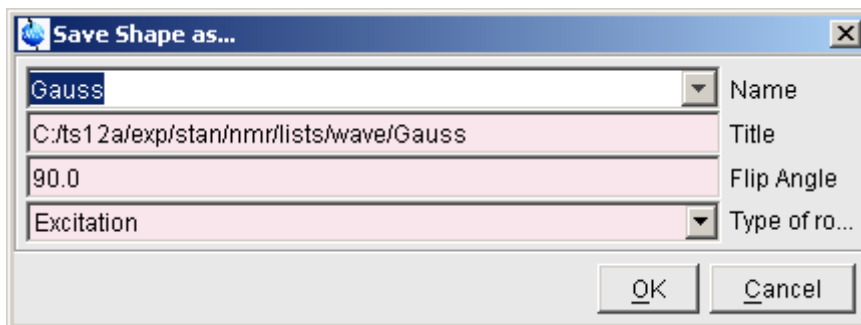 Save Shape as...
Gauss Name
C:/ts12a/exp/stan/nmr/lists/wave/Gauss Title
90.0 Flip Angle
Excitation Type of ro...
OK Cancel